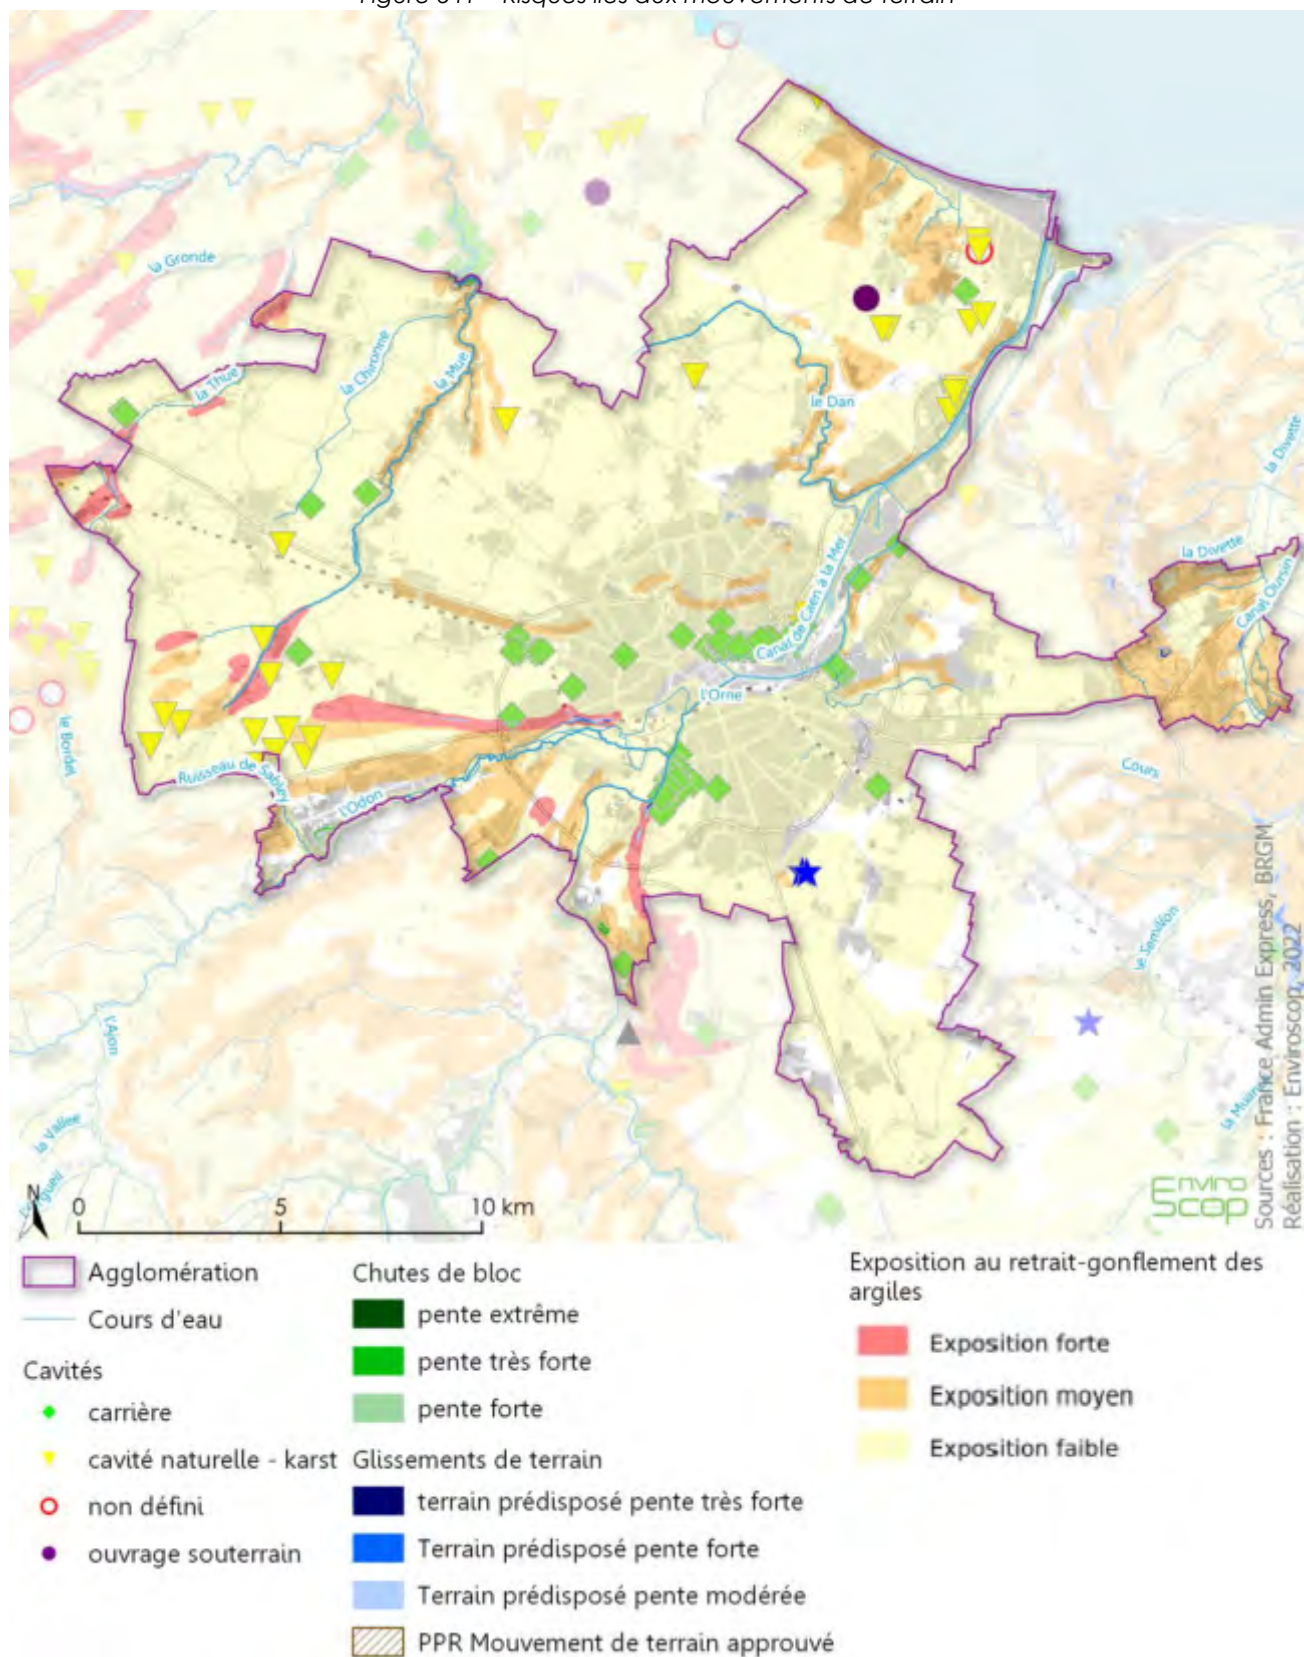 la Gronde
la Thue
la Chironne
la Mue
le Dan
la Divette
la Divette
Canal Oursin
Canal de Caen à la Mer
L'Orne
le Bordel
Ruisseau de Sabley
l'Odon
Cours
le Semillon
l'Ajon
la Vallée
la Muance
N
0 5 10 km
Enviro
Scop
Sources : France Admin Express, BRGM
Réalisation : Enviroscop, 2022
Agglomération
Cours d'eau
Cavités
carrière
cavité naturelle - karst
non défini
ouvrage souterrain
Chutes de bloc
pente extrême
pente très forte
pente forte
Glissements de terrain
terrain prédisposé pente très forte
Terrain prédisposé pente forte
Terrain prédisposé pente modérée
PPR Mouvement de terrain approuvé
Exposition au retrait-gonflement des
argiles
Exposition forte
Exposition moyen
Exposition faible